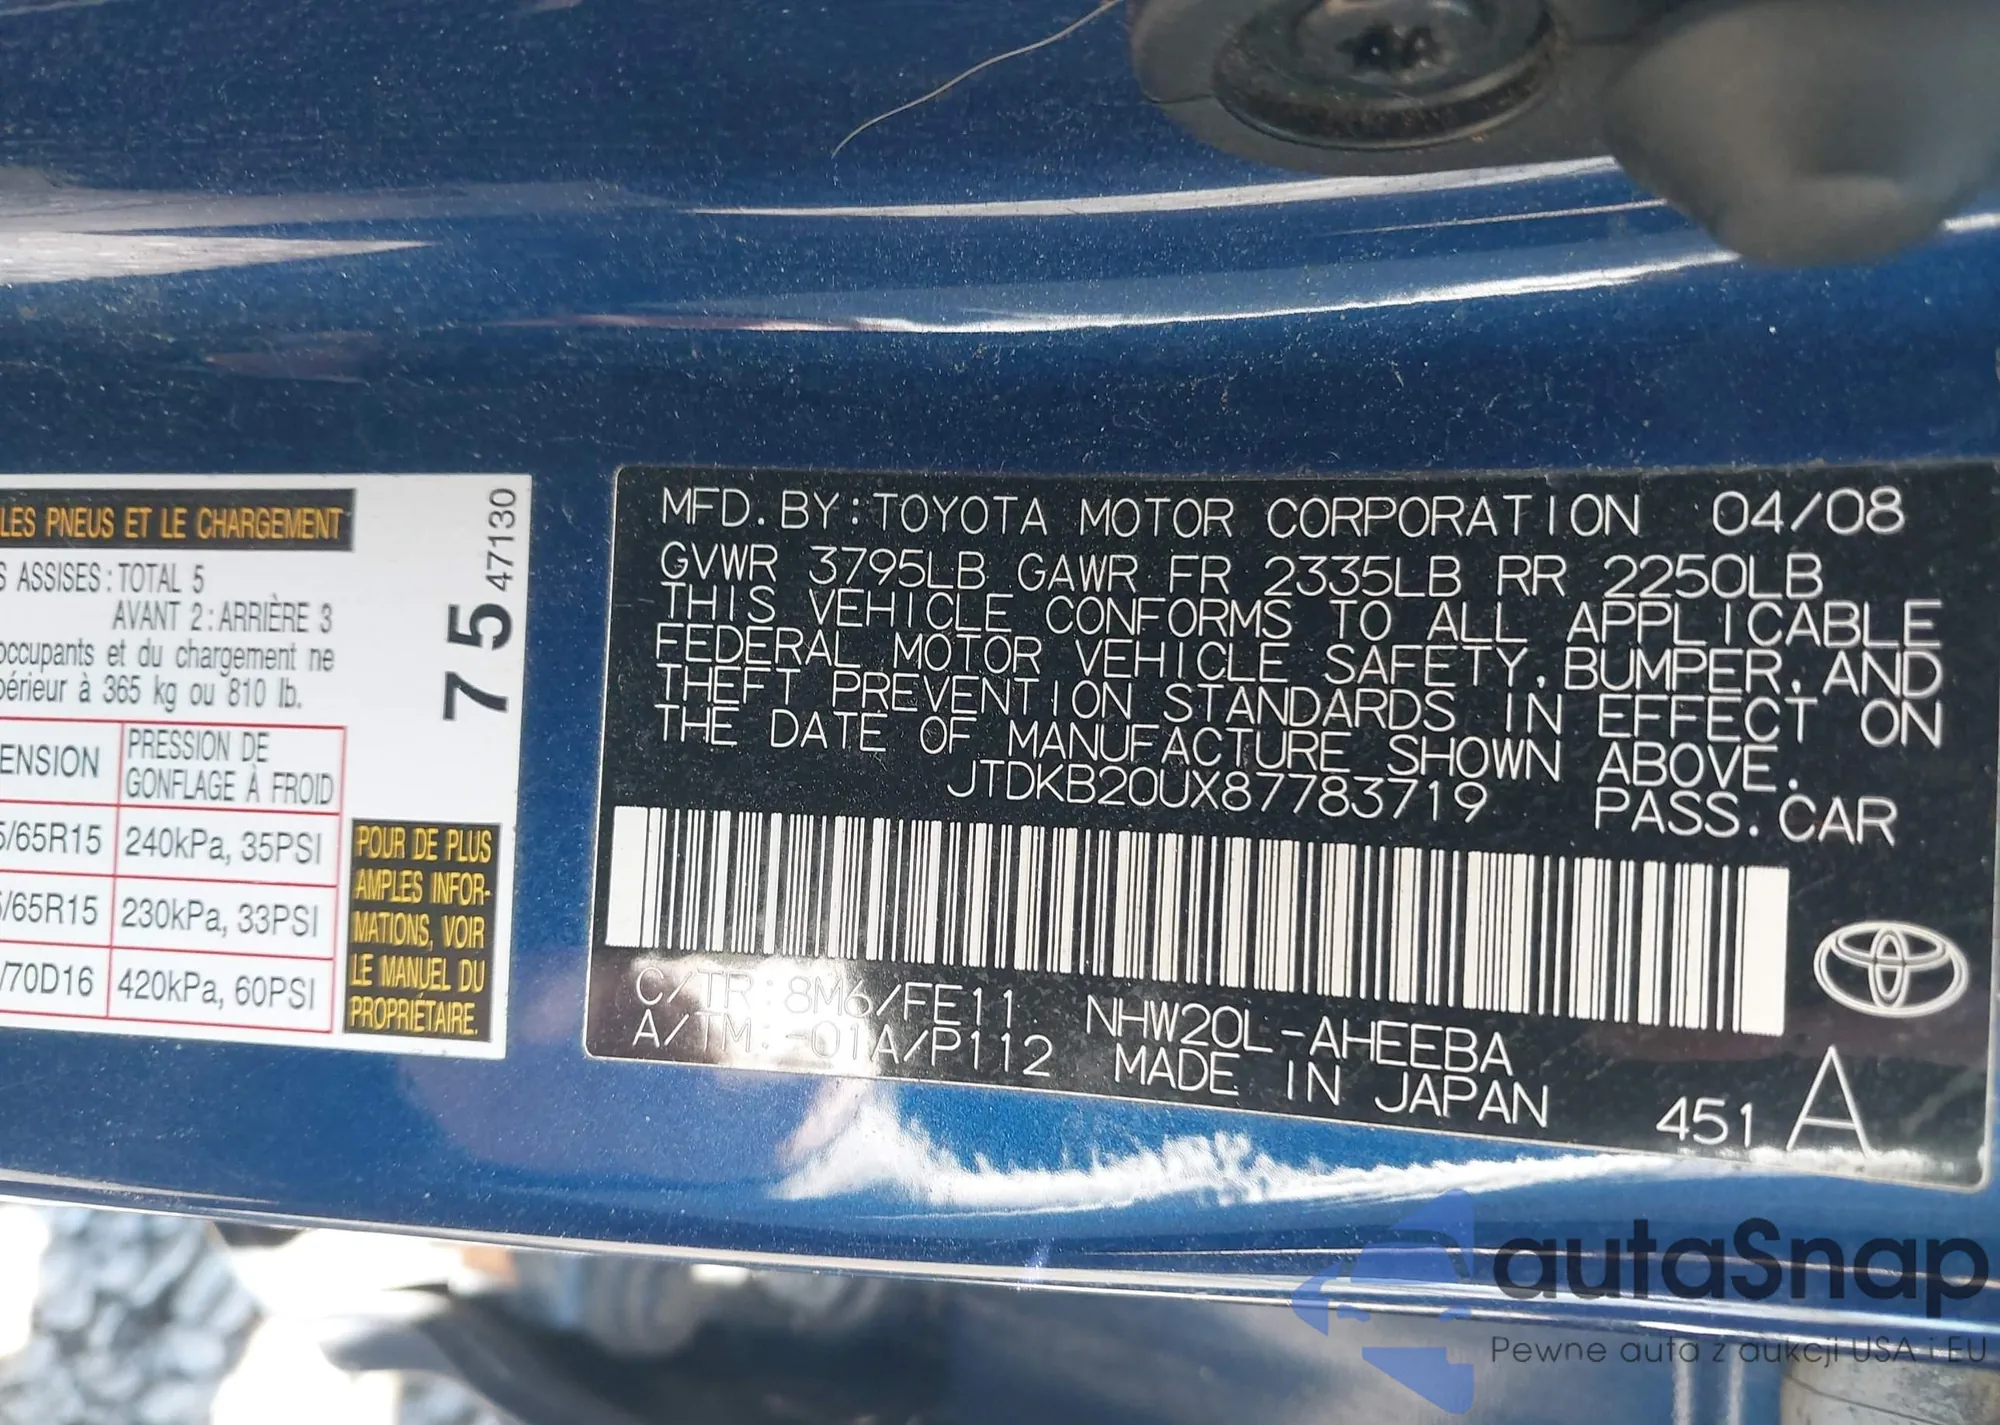 LES PNEUS ET LE CHARGEMENT
ASSISES : TOTAL 5
AVANT 2 : ARRIÈRE 3
occupants et du chargement ne
périeur à 365 kg ou 810 lb.
ENSION
PRESSION DE
GONFLAGE À FROID
5/65R15
240kPa, 35PSI
/65R15
230kPa, 33PSI
/70D16
420kPa, 60PSI
75
47130
POUR DE PLUS
AMPLES INFOR-
MATIONS, VOIR
LE MANUEL DU
PROPRIÉTAIRE.
MFD. BY: TOYOTA MOTOR CORPORATION 04/08
GVWR 3795LB GAWR FR 2335LB RR 2250LB
THIS VEHICLE CONFORMS TO ALL APPLICABLE
FEDERAL MOTOR VEHICLE SAFETY, BUMPER, AND
THEFT PREVENTION STANDARDS IN EFFECT ON
THE DATE OF MANUFACTURE SHOWN ABOVE.
JTDKB20UX87783719 PASS. CAR
C/TR: 8M6/FE11 NHW20L-AHEEBA
A/TM: -01A/P112 MADE IN JAPAN
451 A
autaSnap
Pewne auta z aukcji USA i EU